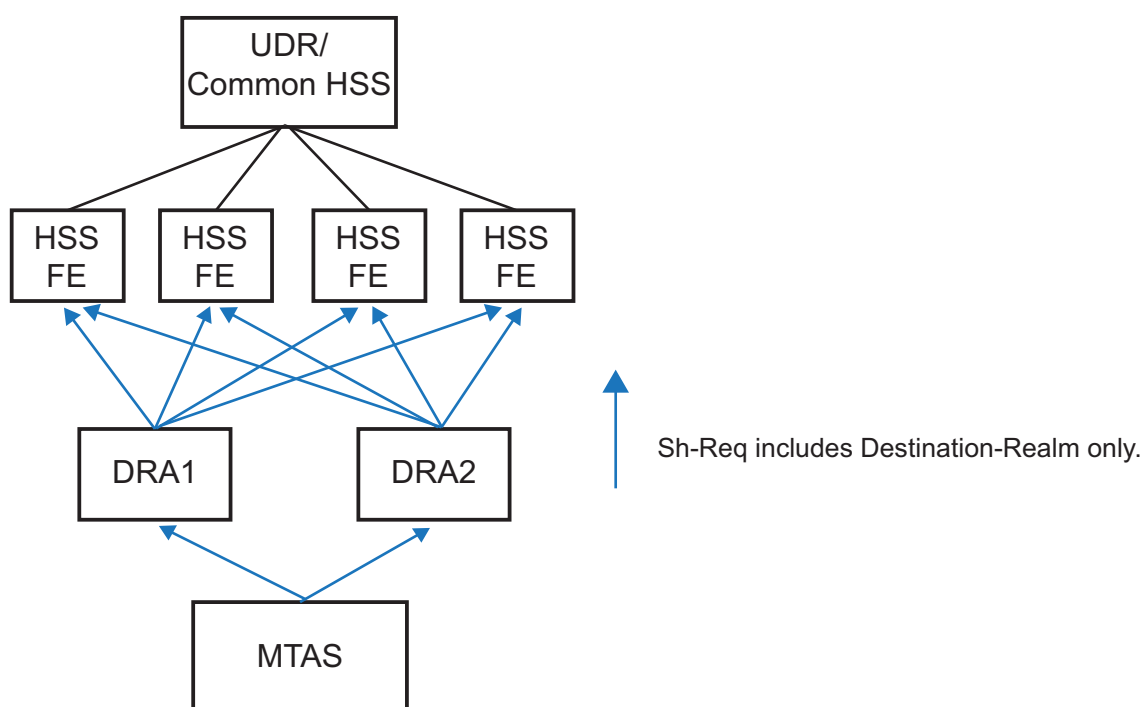 UDR/
Common HSS
HSS
FE
HSS
FE
HSS
FE
HSS
FE
DRA1
DRA2
Sh-Req includes Destination-Realm only.
MTAS